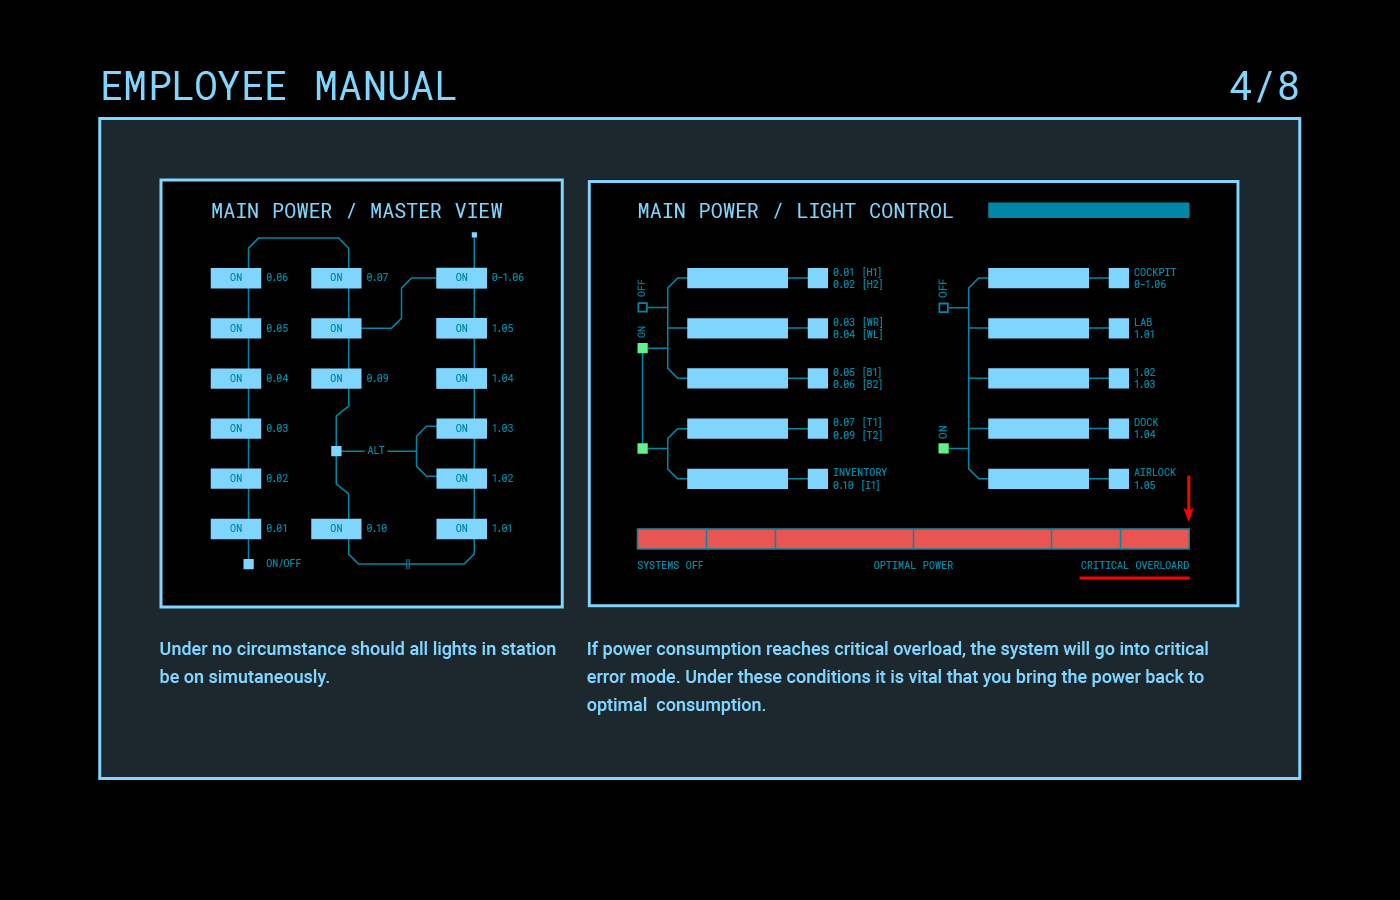 EMPLOYEE MANUAL
4/8
MAIN POWER / MASTER VIEW
ON 0.06 ON 0.07 ON 0-1.06
ON 0.05 ON ON 1.05
ON 0.04 ON 0.09 ON 1.04
ON 0.03 ON 1.03
ALT
ON 0.02 ON 1.02
ON 0.01 ON 0.10 ON 1.01
ON/OFF
MAIN POWER / LIGHT CONTROL
OFF
ON
0.01 [H1]
0.02 [H2]
0.03 [WR]
0.04 [WL]
0.05 [B1]
0.06 [B2]
0.07 [T1]
0.09 [T2]
INVENTORY
0.10 [I1]
OFF
ON
COCKPIT
0-1.06
LAB
1.01
1.02
1.03
DOCK
1.04
AIRLOCK
1.05
SYSTEMS OFF
OPTIMAL POWER
CRITICAL OVERLOARD
Under no circumstance should all lights in station
be on simutaneously.
If power consumption reaches critical overload, the system will go into critical
error mode. Under these conditions it is vital that you bring the power back to
optimal  consumption.